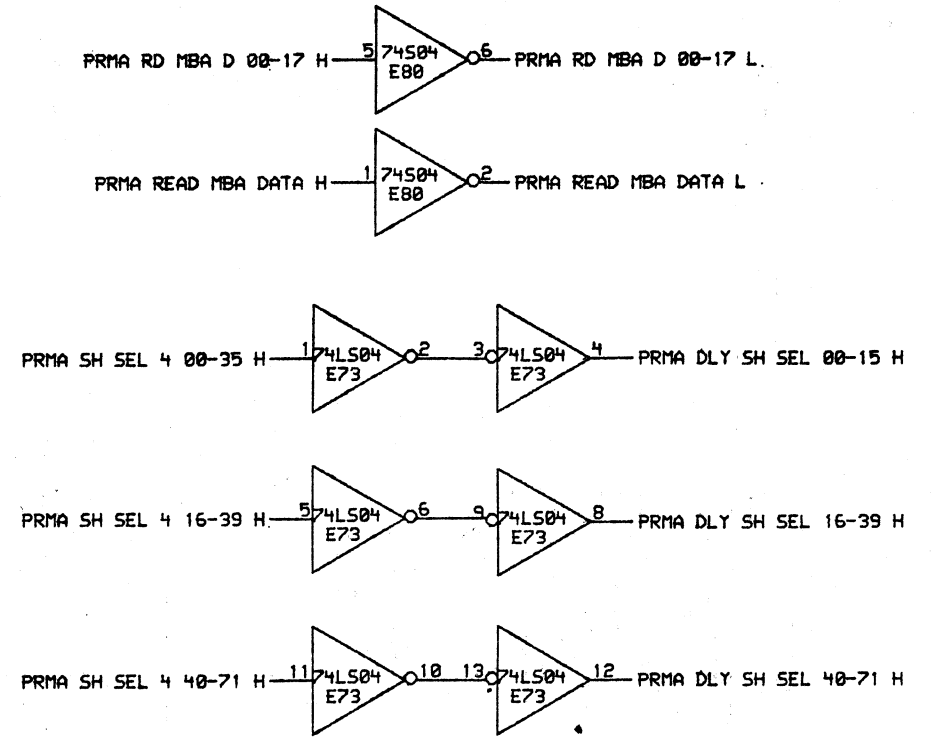 PRMA RD MBA D 00-17 H 5 74S04 6 PRMA RD MBA D 00-17 L
E80
PRMA READ MBA DATA H 1 74S04 2 PRMA READ MBA DATA L
E80
PRMA SH SEL 4 00-35 H 1 74LS04 2 3 74LS04 4 PRMA DLY SH SEL 00-15 H
E73 E73
PRMA SH SEL 4 16-39 H 5 74LS04 6 9 74LS04 8 PRMA DLY SH SEL 16-39 H
E73 E73
PRMA SH SEL 4 40-71 H 11 74LS04 10 13 74LS04 12 PRMA DLY SH SEL 40-71 H
E73 E73